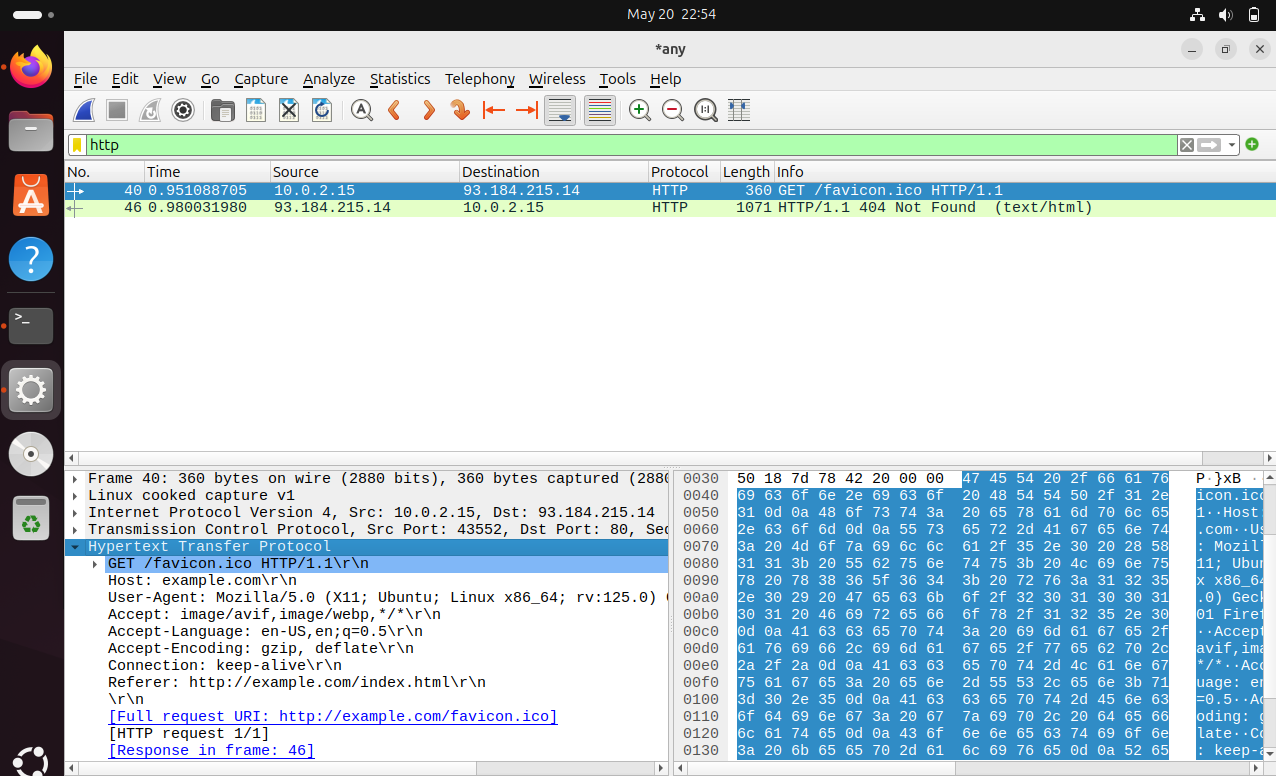 May 20 22:54
*any
File Edit View Go Capture Analyze Statistics Telephony Wireless Tools Help
http
No. Time Source Destination Protocol Length Info
40 0.951088705 10.0.2.15 93.184.215.14 HTTP 360 GET /favicon.ico HTTP/1.1
46 0.980031980 93.184.215.14 10.0.2.15 HTTP 1071 HTTP/1.1 404 Not Found (text/html)
Frame 40: 360 bytes on wire (2880 bits), 360 bytes captured (2880
Linux cooked capture v1
Internet Protocol Version 4, Src: 10.0.2.15, Dst: 93.184.215.14
Transmission Control Protocol, Src Port: 43552, Dst Port: 80, Seq
Hypertext Transfer Protocol
GET /favicon.ico HTTP/1.1\r\n
Host: example.com\r\n
User-Agent: Mozilla/5.0 (X11; Ubuntu; Linux x86_64; rv:125.0)
Accept: image/avif,image/webp,*/*\r\n
Accept-Language: en-US,en;q=0.5\r\n
Accept-Encoding: gzip, deflate\r\n
Connection: keep-alive\r\n
Referer: http://example.com/index.html\r\n
\r\n
[Full request URI: http://example.com/favicon.ico]
[HTTP request 1/1]
[Response in frame: 46]
0030 50 18 7d 78 42 20 00 00 47 45 54 20 2f 66 61 76 P·}xB ·
0040 69 63 6f 6e 2e 69 63 6f 20 48 54 54 50 2f 31 2e icon.ico
0050 31 0d 0a 48 6f 73 74 3a 20 65 78 61 6d 70 6c 65 1··Host:
0060 2e 63 6f 6d 0d 0a 55 73 65 72 2d 41 67 65 6e 74 .com··Us
0070 3a 20 4d 6f 7a 69 6c 6c 61 2f 35 2e 30 20 28 58 : Mozill
0080 31 31 3b 20 55 62 75 6e 74 75 3b 20 4c 69 6e 75 11; Ubun
0090 78 20 78 38 36 5f 36 34 3b 20 72 76 3a 31 32 35 x x86_64
00a0 2e 30 29 20 47 65 63 6b 6f 2f 32 30 31 30 30 31 .0) Geck
00b0 30 31 20 46 69 72 65 66 6f 78 2f 31 32 35 2e 30 01 Firef
00c0 0d 0a 41 63 63 65 70 74 3a 20 69 6d 61 67 65 2f ··Accept
00d0 61 76 69 66 2c 69 6d 61 67 65 2f 77 65 62 70 2c avif,ima
00e0 2a 2f 2a 0d 0a 41 63 63 65 70 74 2d 4c 61 6e 67 */*··Acc
00f0 75 61 67 65 3a 20 65 6e 2d 55 53 2c 65 6e 3b 71 uage: en
0100 3d 30 2e 35 0d 0a 41 63 63 65 70 74 2d 45 6e 63 =0.5··Ac
0110 6f 64 69 6e 67 3a 20 67 7a 69 70 2c 20 64 65 66 oding: g
0120 6c 61 74 65 0d 0a 43 6f 6e 6e 65 63 74 69 6f 6e late··Co
0130 3a 20 6b 65 65 70 2d 61 6c 69 76 65 0d 0a 52 65 : keep-a